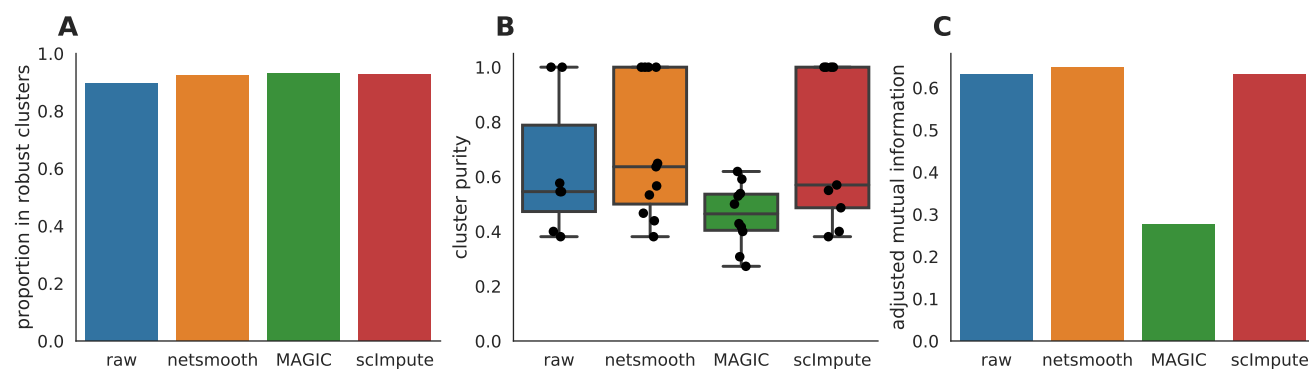 A
proportion in robust clusters
1.0
0.8
0.6
0.4
0.2
0.0
raw netsmooth MAGIC scImpute
B
cluster purity
1.0
0.8
0.6
0.4
0.2
0.0
raw netsmooth MAGIC scImpute
C
adjusted mutual information
0.6
0.5
0.4
0.3
0.2
0.1
0.0
raw netsmooth MAGIC scImpute